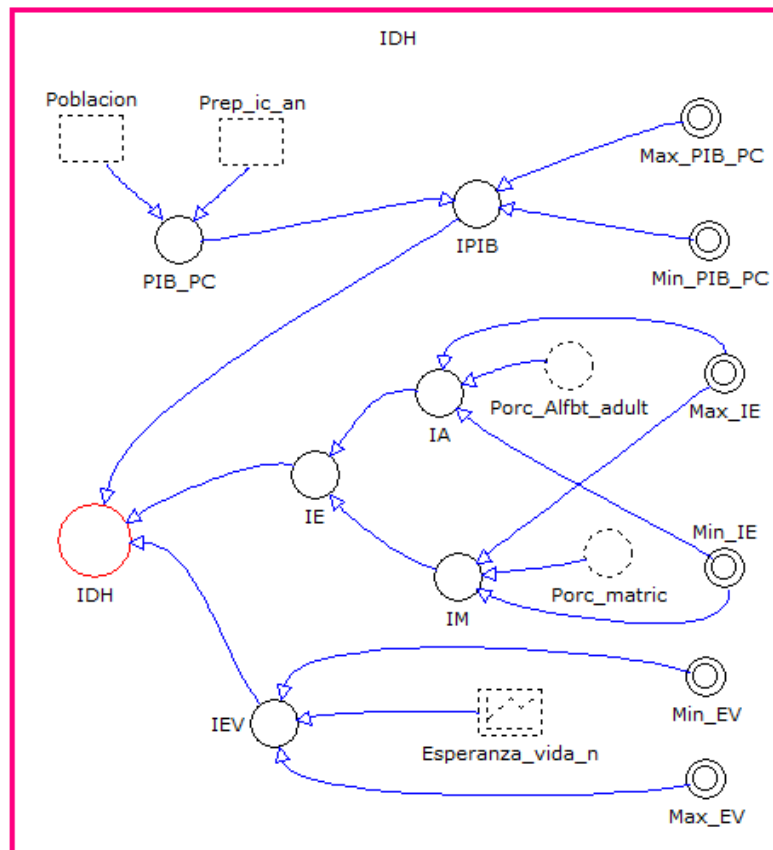 IDH
Poblacion
Prep_ic_an
Max_PIB_PC
PIB_PC
IPIB
Min_PIB_PC
Porc_Alfbt_adult
Max_IE
IA
IE
Min_IE
IDH
IM
Porc_matric
IEV
Min_EV
Esperanza_vida_n
Max_EV